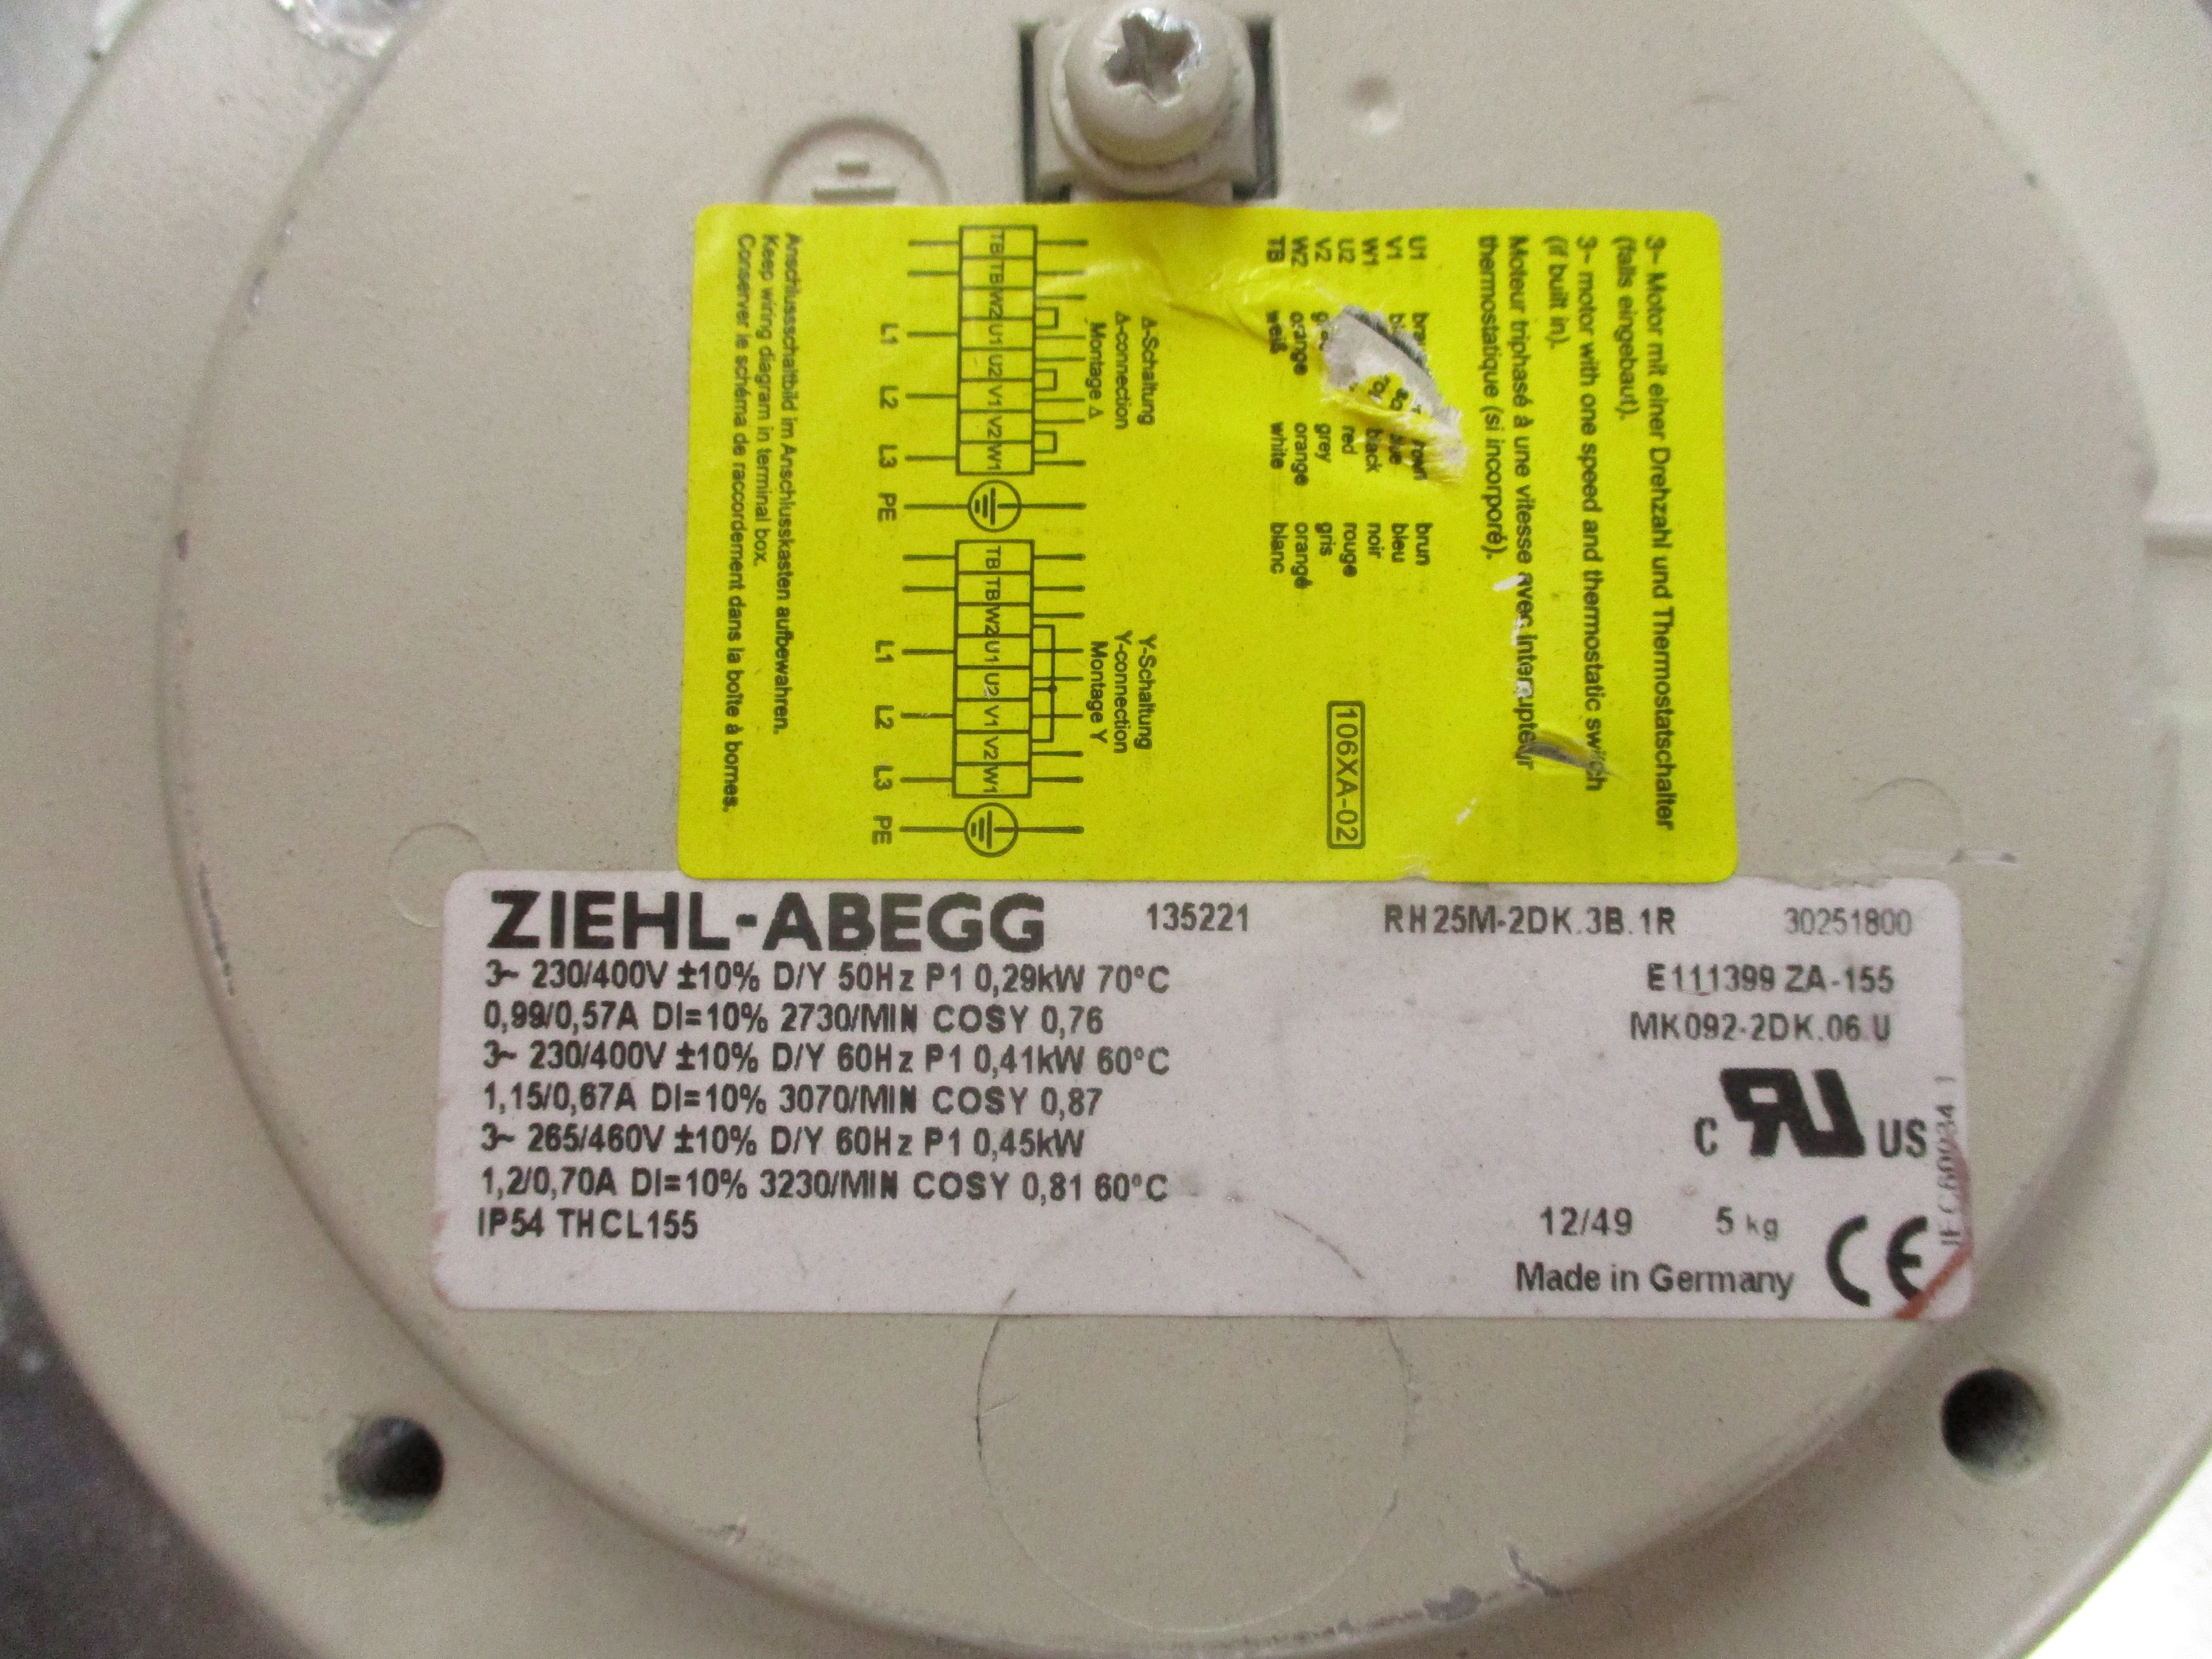 3~ Motor mit einer Drehzahl und Thermostatschalter
(falls eingebaut).
3~ motor with one speed and thermostatic switch
(if built in).
Moteur triphasé à une vitesse avec interrupteur
thermostatique (si incorporé).
U1 brun
V1 bleu
W1 black noir
U2 red rouge
V2 grey gris
W2 orange orange orangé
TB weiß white blanc
106XA-02
Δ-Schaltung
Δ-connection
Montage Δ
TB TB W2 U1 U2 V1 V2 W1
L1 L2 L3 PE
Y-Schaltung
Y-connection
Montage Y
TB TB W2 U1 U2 V1 V2 W1
L1 L2 L3 PE
Anschlussschaltbild im Anschlusskasten aufbewahren.
Keep wiring diagram in terminal box.
Conserver le schéma de raccordement dans la boîte à bornes.
ZIEHL-ABEGG 135221 RH25M-2DK.3B.1R 30251800
3~ 230/400V ±10% D/Y 50Hz P1 0,29kW 70°C E111399 ZA-155
0,99/0,57A DI=10% 2730/MIN COSY 0,76 MK092-2DK.06.U
3~ 230/400V ±10% D/Y 60Hz P1 0,41kW 60°C
1,15/0,67A DI=10% 3070/MIN COSY 0,87
3~ 265/460V ±10% D/Y 60Hz P1 0,45kW
C RU US
1,2/0,70A DI=10% 3230/MIN COSY 0,81 60°C
IP54 THCL155 12/49 5 kg
Made in Germany CE